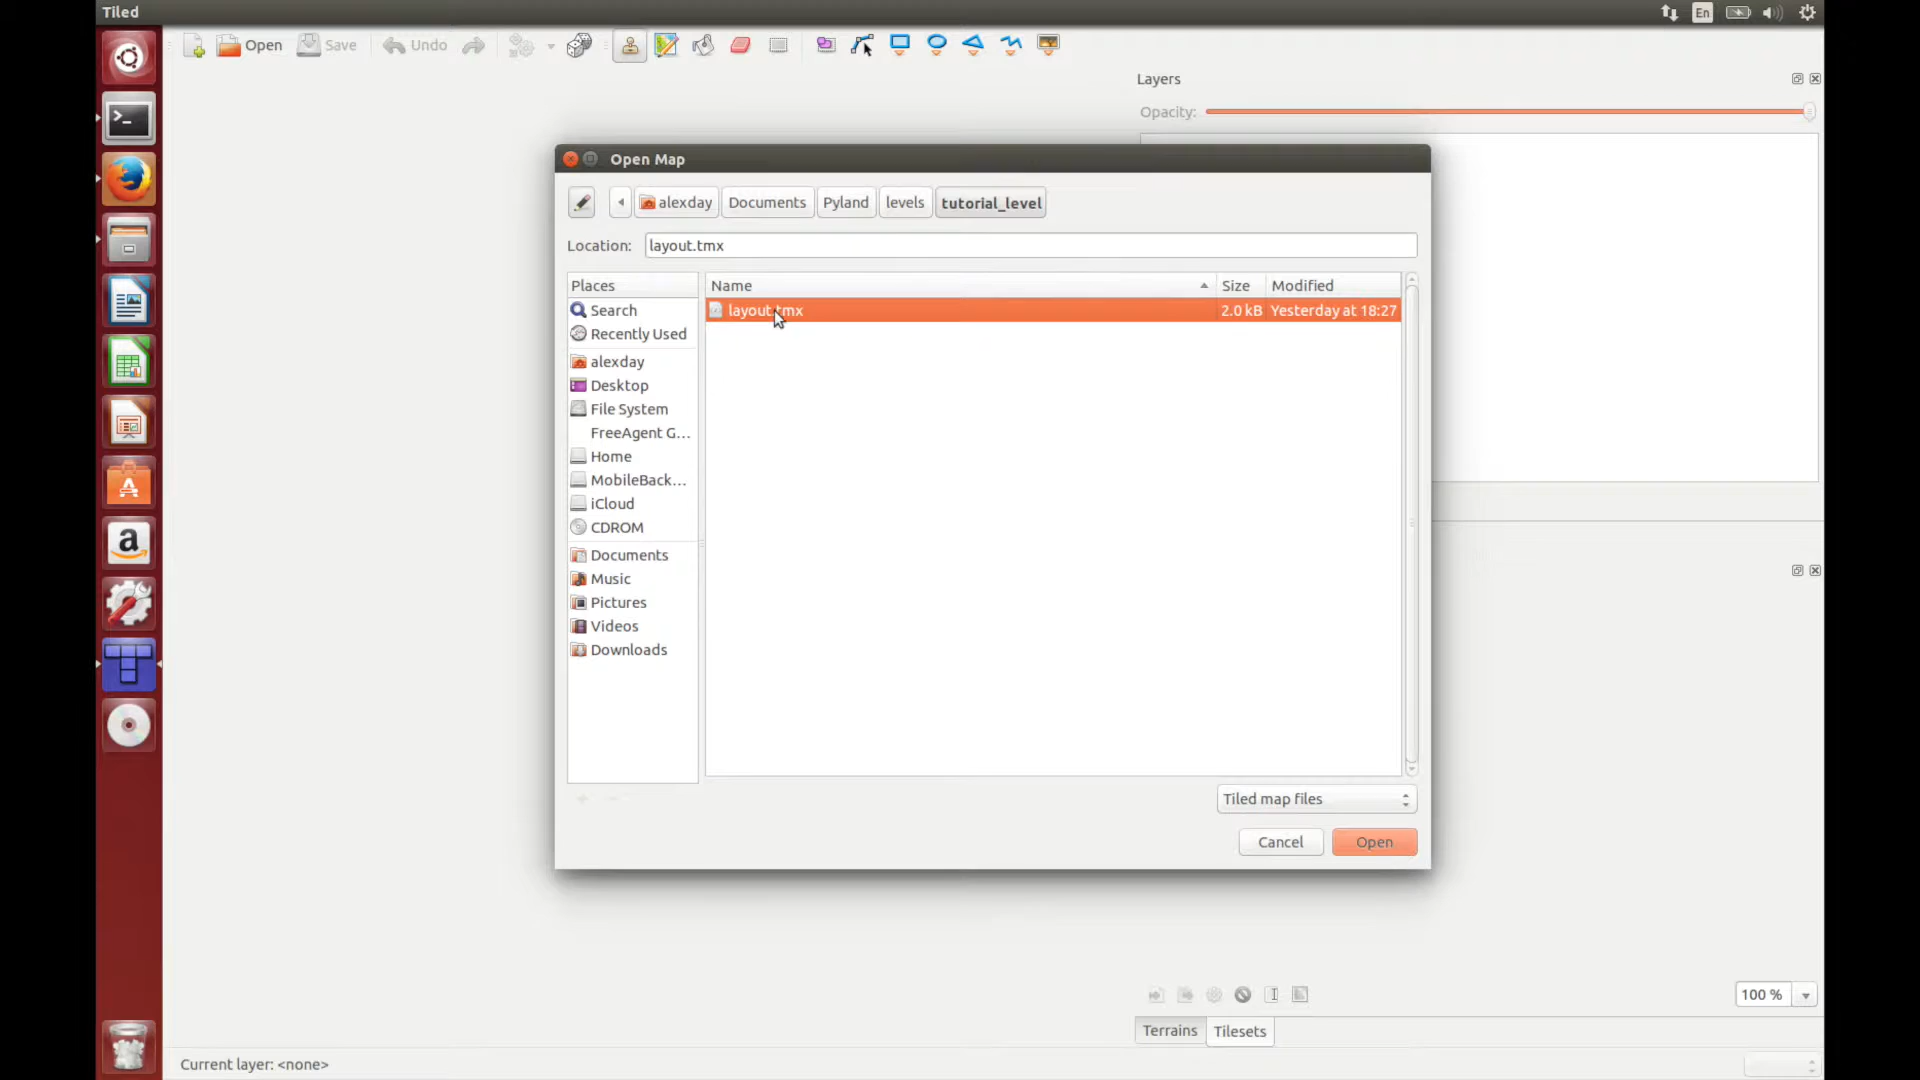 Tiled
En
Open Save Undo
Layers
Opacity:
Open Map
alexday Documents Pyland levels tutorial_level
Location: layout.tmx
Places
Name Size Modified
Search
layout.tmx 2.0 kB Yesterday at 18:27
Recently Used
alexday
Desktop
File System
FreeAgent G...
Home
MobileBack...
iCloud
CDROM
Documents
Music
Pictures
Videos
Downloads
Tiled map files
Cancel Open
100 %
Terrains Tilesets
Current layer: <none>